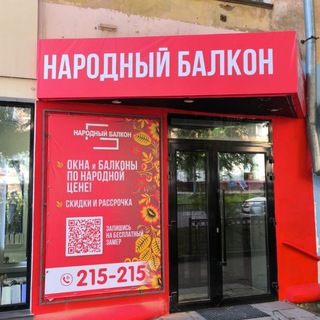 НАРОДНЫЙ БАЛКОН
НАРОДНЫЙ БАЛКОН
ОКНА и БАЛКОНЫ
ПО НАРОДНОЙ
ЦЕНЕ!
СКИДКИ И РАССРОЧКА
ЗАПИШИСЬ
НА БЕСПЛАТНЫЙ
ЗАМЕР
215-215